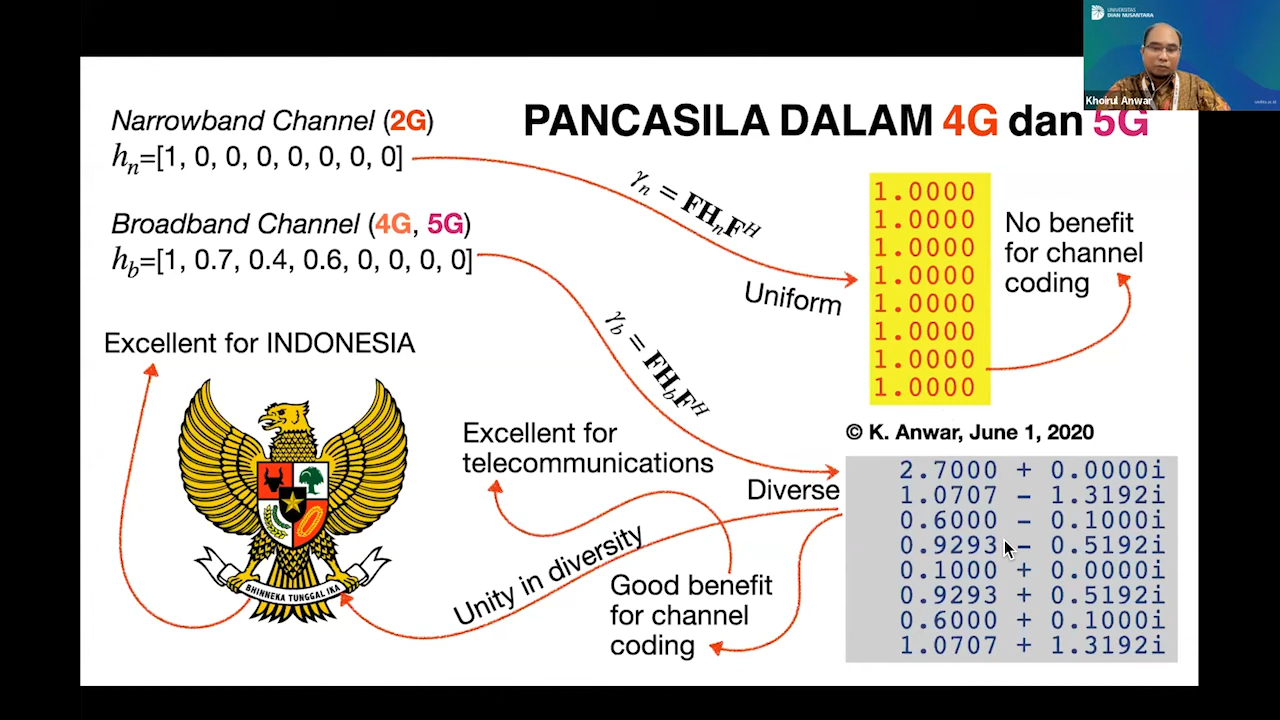 UNIVERSITAS
DIAN NUSANTARA
Khoirul Anwar
PANCASILA DALAM 4G dan 5G
Narrowband Channel (2G)
hn=[1, 0, 0, 0, 0, 0, 0, 0]
Broadband Channel (4G, 5G)
hb=[1, 0.7, 0.4, 0.6, 0, 0, 0, 0]
γn = FHnF^H
Uniform
1.0000
1.0000
1.0000
1.0000
1.0000
1.0000
1.0000
1.0000
No benefit
for channel
coding
γb = FHbF^H
Excellent for INDONESIA
BHINNEKA TUNGGAL IKA
Excellent for
telecommunications
Diverse
Unity in diversity
Good benefit
for channel
coding
© K. Anwar, June 1, 2020
2.7000 + 0.0000i
1.0707 - 1.3192i
0.6000 - 0.1000i
0.9293 - 0.5192i
0.1000 + 0.0000i
0.9293 + 0.5192i
0.6000 + 0.1000i
1.0707 + 1.3192i